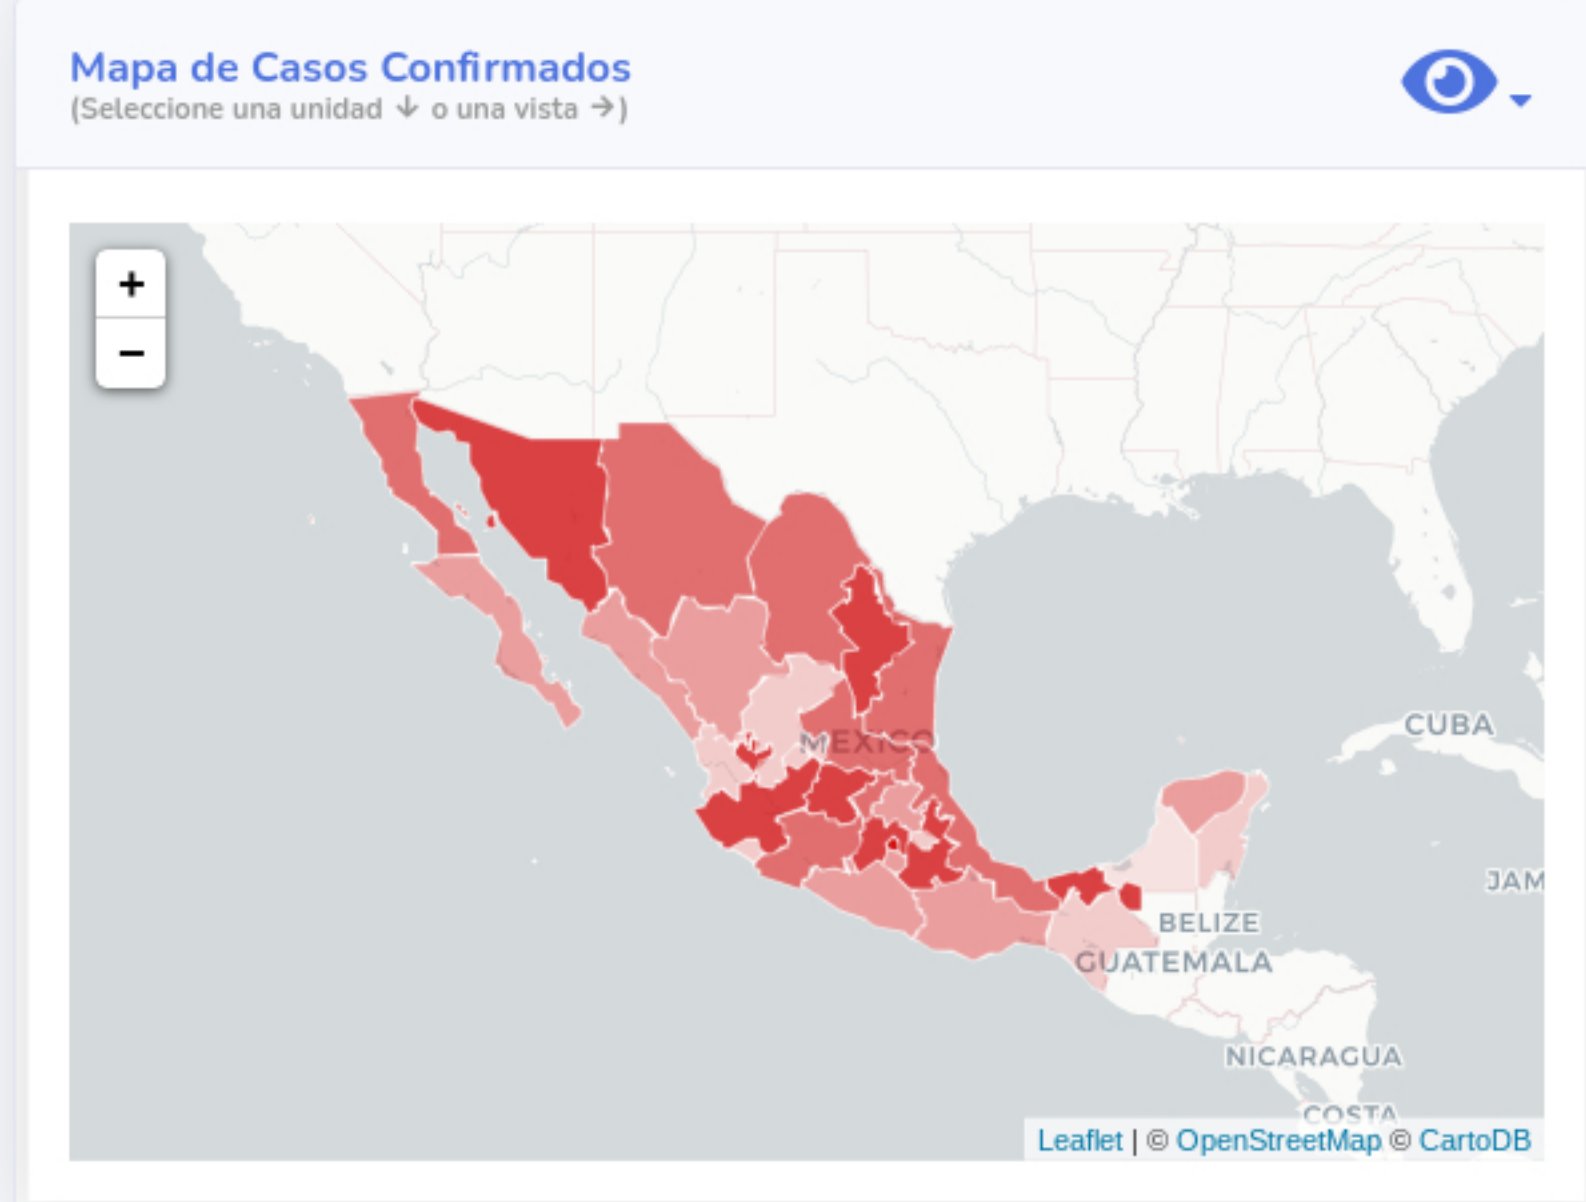 Mapa de Casos Confirmados
(Seleccione una unidad ↓ o una vista →)
+
−
MEXICO
CUBA
JAM
BELIZE
GUATEMALA
NICARAGUA
COSTA
Leaflet | © OpenStreetMap © CartoDB